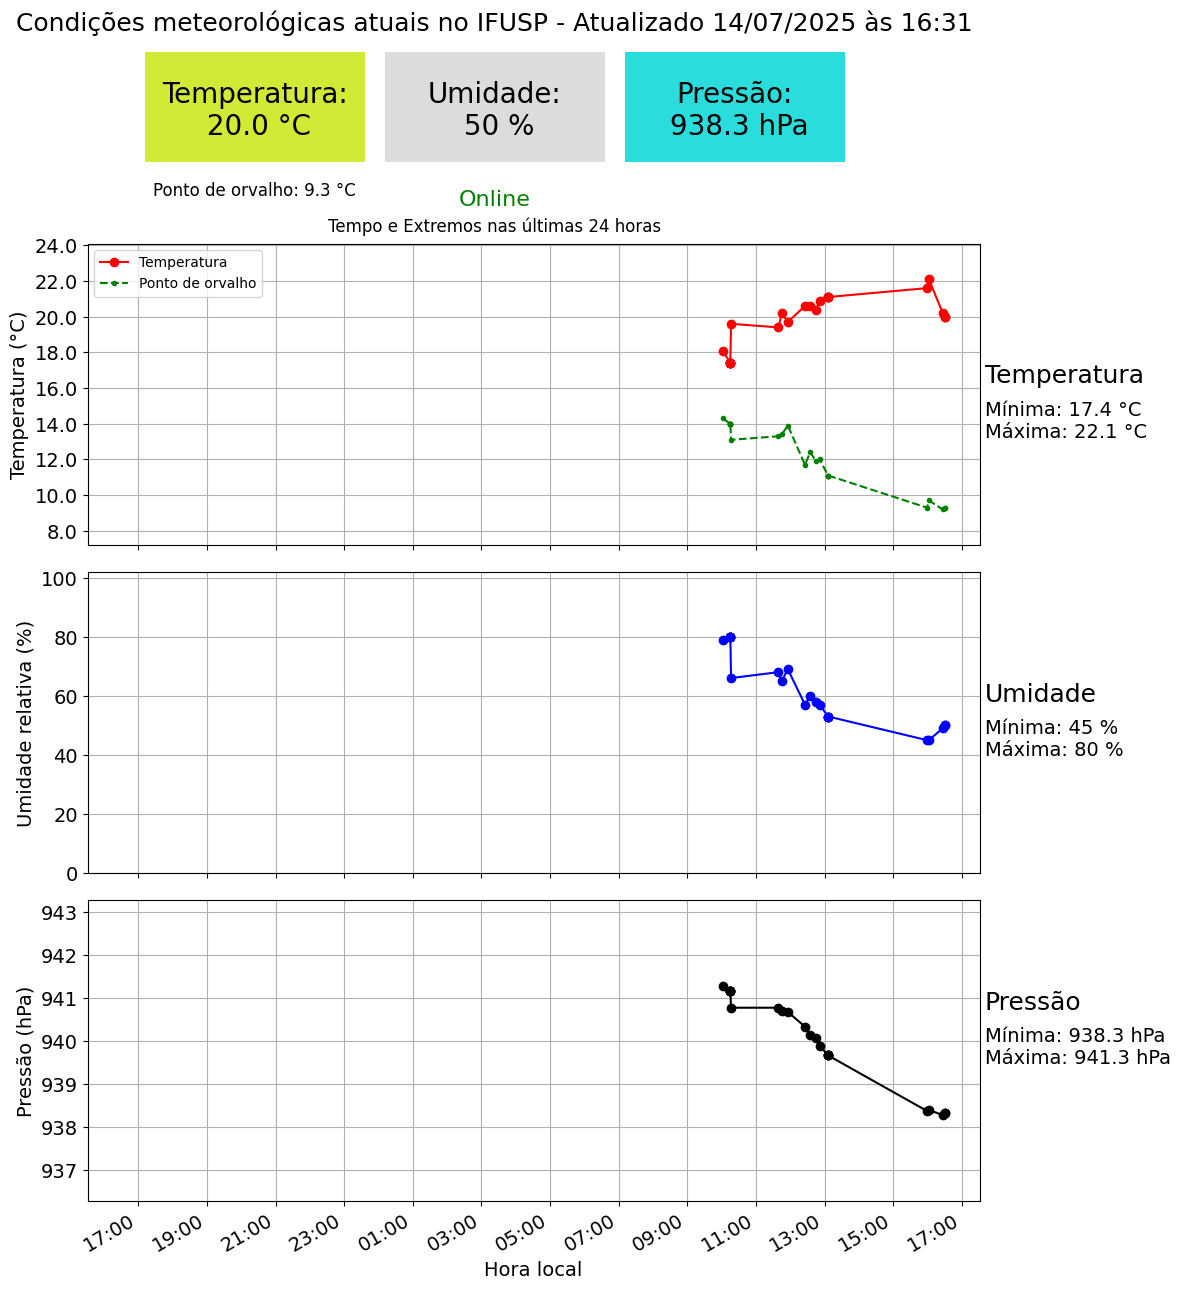 Condições meteorológicas atuais no IFUSP - Atualizado 14/07/2025 às 16:31
Temperatura:
20.0 °C
Umidade:
50 %
Pressão:
938.3 hPa
Ponto de orvalho: 9.3 °C
Online
Tempo e Extremos nas últimas 24 horas
Temperatura (°C)
24.0
22.0
20.0
18.0
16.0
14.0
12.0
10.0
8.0
Temperatura
Ponto de orvalho
Temperatura
Mínima: 17.4 °C
Máxima: 22.1 °C
Umidade relativa (%)
100
80
60
40
20
0
Umidade
Mínima: 45 %
Máxima: 80 %
Pressão (hPa)
943
942
941
940
939
938
937
Pressão
Mínima: 938.3 hPa
Máxima: 941.3 hPa
17:00 19:00 21:00 23:00 01:00 03:00 05:00 07:00 09:00 11:00 13:00 15:00 17:00
Hora local